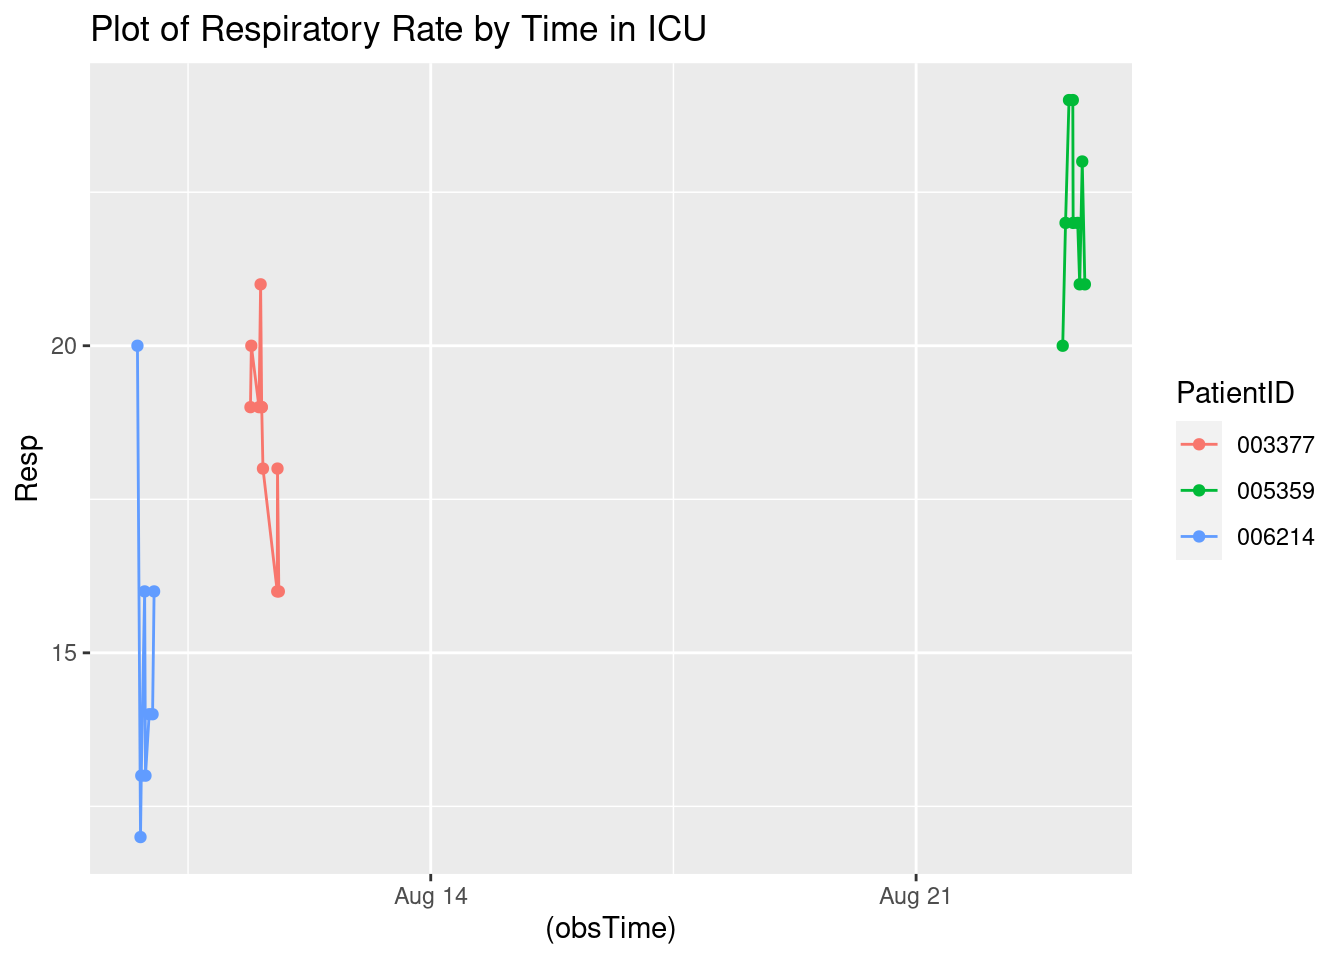 Plot of Respiratory Rate by Time in ICU
Resp
20
15
Aug 14
Aug 21
(obsTime)
PatientID
003377
005359
006214